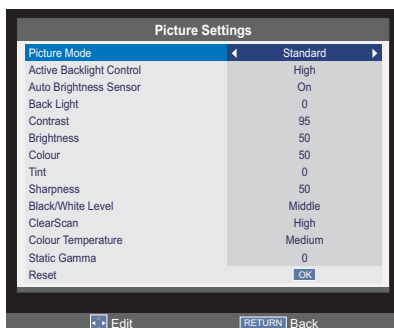 Picture Settings
Picture Mode Standard
Active Backlight Control High
Auto Brightness Sensor On
Back Light 0
Contrast 95
Brightness 50
Colour 50
Tint 0
Sharpness 50
Black/White Level Middle
ClearScan High
Colour Temperature Medium
Static Gamma 0
Reset OK
Edit RETURN Back